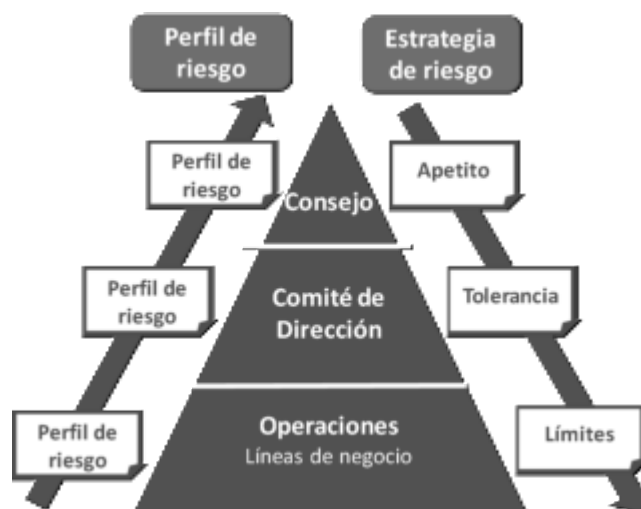 Perfil de
riesgo
Estrategia
de riesgo
Perfil de
riesgo
Consejo
Apetito
Perfil de
riesgo
Comité de
Dirección
Tolerancia
Perfil de
riesgo
Operaciones
Líneas de negocio
Límites